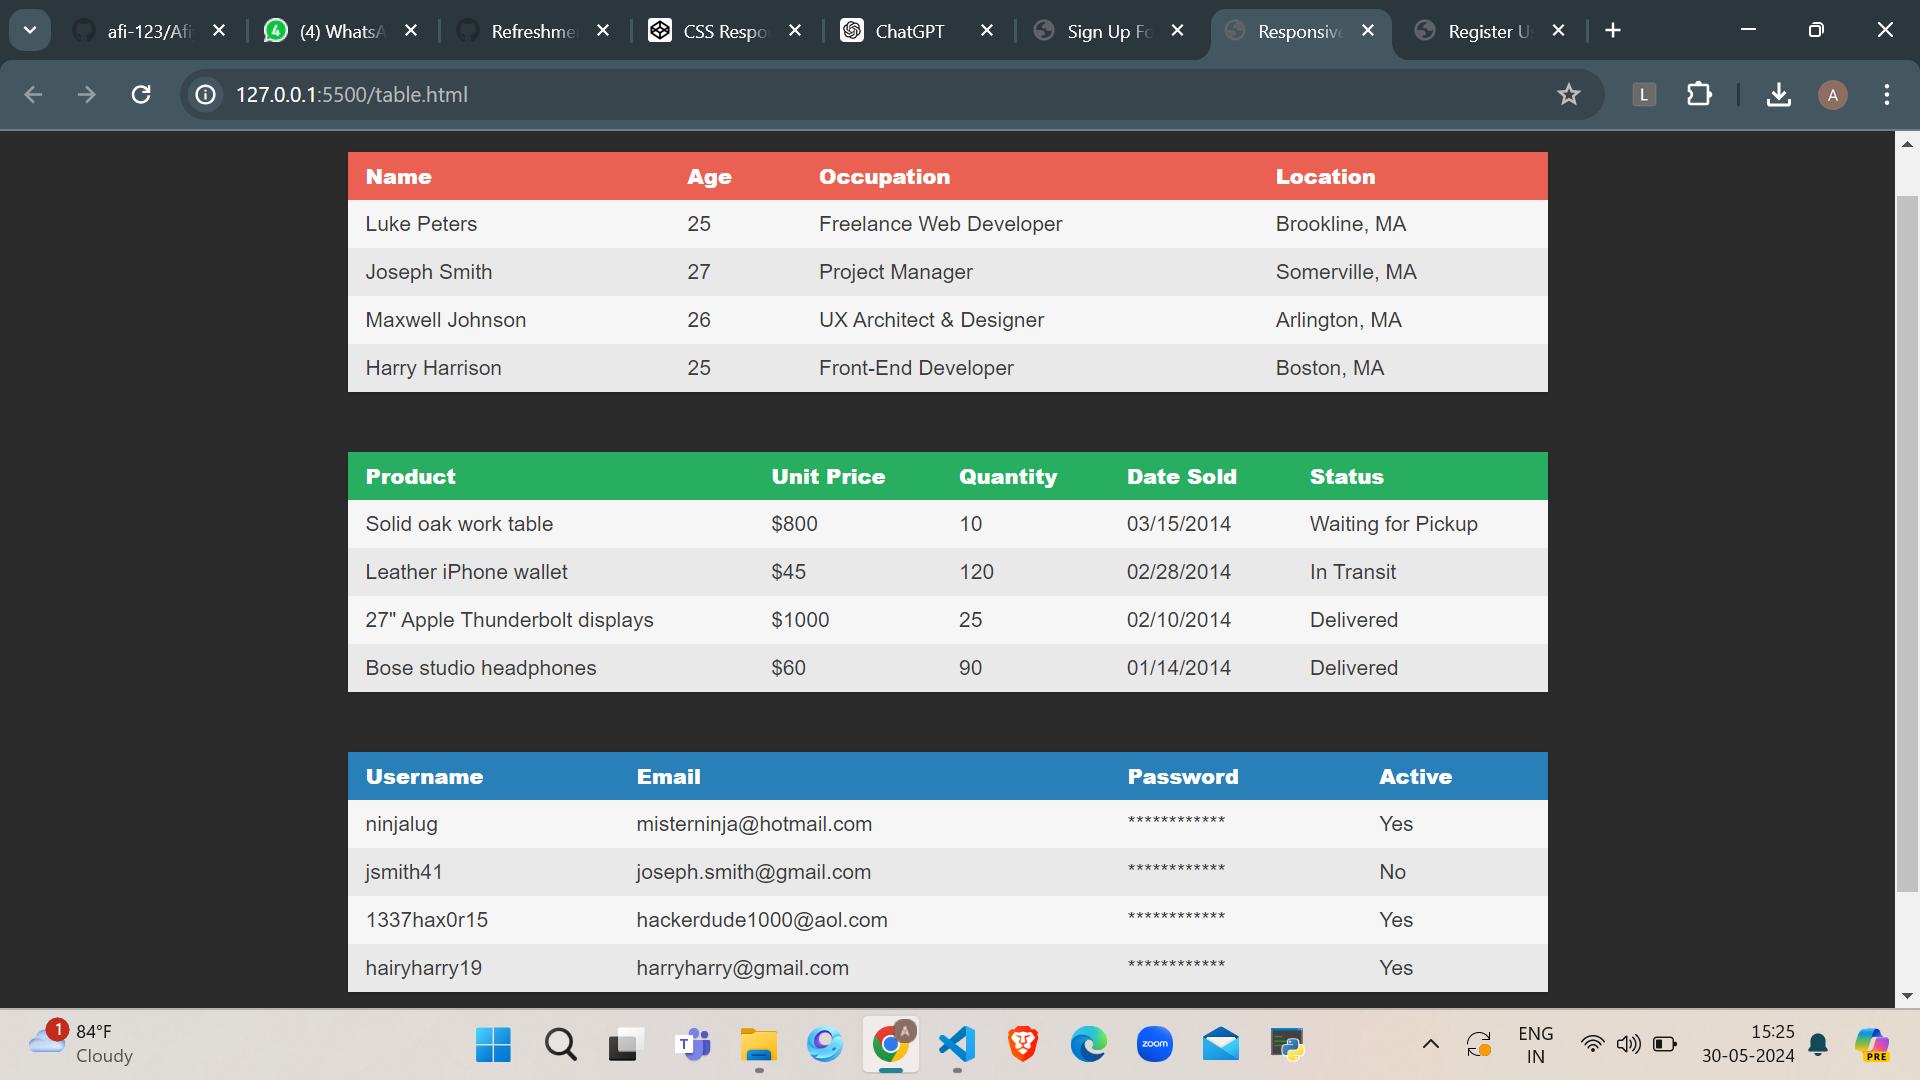 afi-123/Afi
(4) WhatsA
Refreshme
CSS Respo
ChatGPT
Sign Up Fo
Responsive
Register Us
127.0.0.1:5500/table.html
L
A
Name Age Occupation Location
Luke Peters 25 Freelance Web Developer Brookline, MA
Joseph Smith 27 Project Manager Somerville, MA
Maxwell Johnson 26 UX Architect & Designer Arlington, MA
Harry Harrison 25 Front-End Developer Boston, MA
Product Unit Price Quantity Date Sold Status
Solid oak work table $800 10 03/15/2014 Waiting for Pickup
Leather iPhone wallet $45 120 02/28/2014 In Transit
27" Apple Thunderbolt displays $1000 25 02/10/2014 Delivered
Bose studio headphones $60 90 01/14/2014 Delivered
Username Email Password Active
ninjalug misterninja@hotmail.com ************ Yes
jsmith41 joseph.smith@gmail.com ************ No
1337hax0r15 hackerdude1000@aol.com ************ Yes
hairyharry19 harryharry@gmail.com ************ Yes
1
84°F
Cloudy
T
A
zoom
ENG
IN
15:25
30-05-2024
PRE